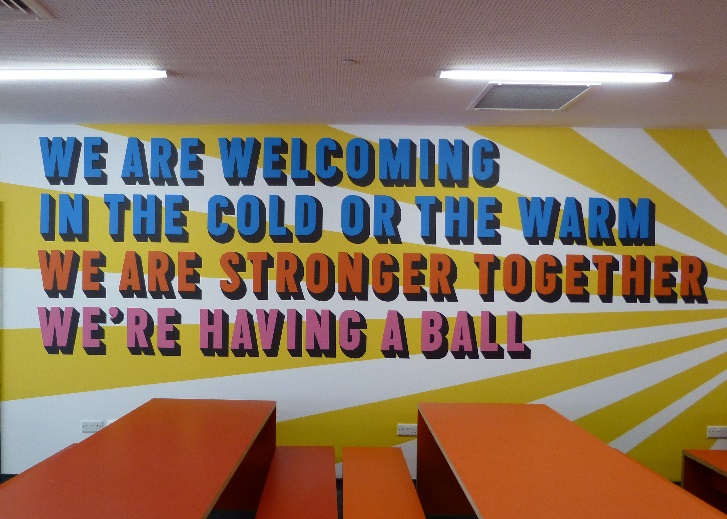 WE ARE WELCOMING
IN THE COLD OR THE WARM
WE ARE STRONGER TOGETHER
WE'RE HAVING A BALL